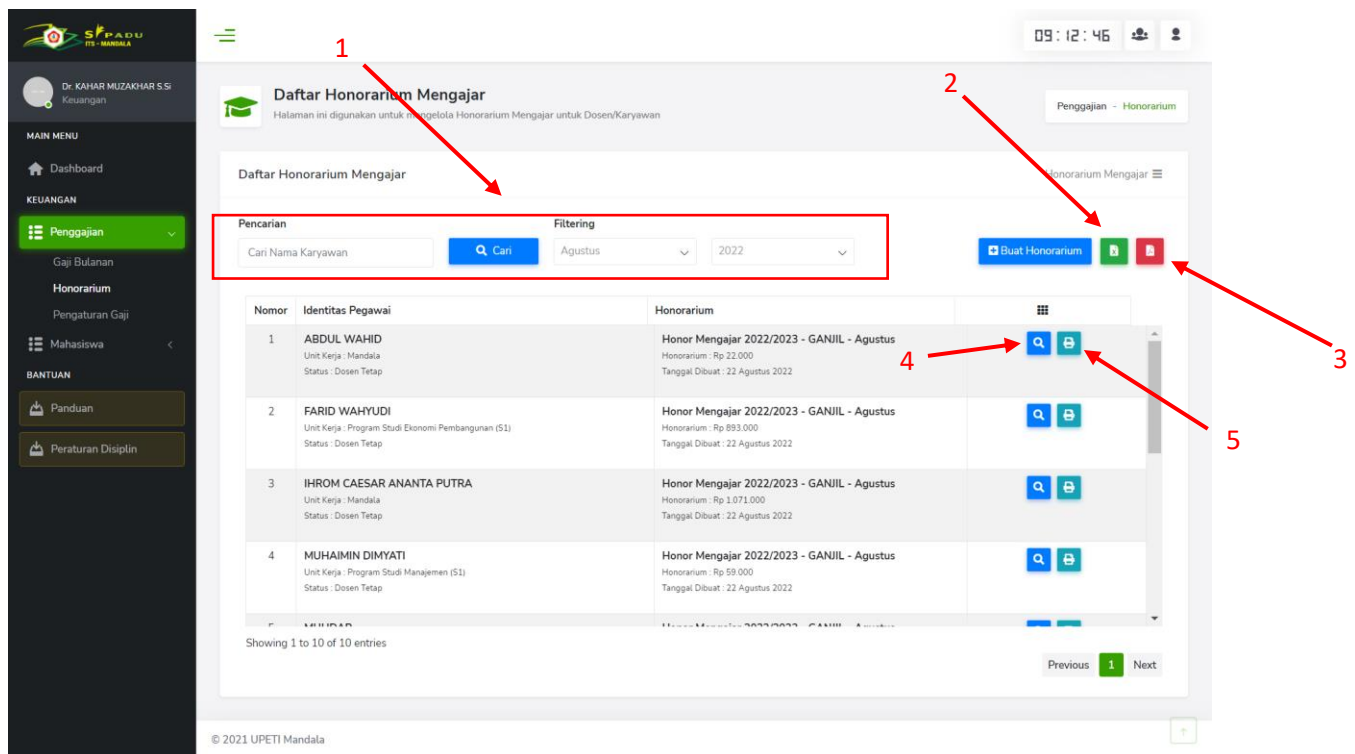 SIPADU
ITS - MANDALA
09:12:46
Dr. KAHAR MUZAKHAR S.Si
Keuangan
MAIN MENU
Dashboard
KEUANGAN
Penggajian
Gaji Bulanan
Honorarium
Pengaturan Gaji
Mahasiswa
BANTUAN
Panduan
Peraturan Disiplin
1
2
3
4
5
Daftar Honorarium Mengajar
Halaman ini digunakan untuk mengelola Honorarium Mengajar untuk Dosen/Karyawan
Penggajian - Honorarium
Daftar Honorarium Mengajar
Honorarium Mengajar
Pencarian Filtering
Cari Nama Karyawan Cari Agustus 2022 Buat Honorarium
Nomor Identitas Pegawai Honorarium
1 ABDUL WAHID Honor Mengajar 2022/2023 - GANJIL - Agustus
Unit Kerja : Mandala Honorarium : Rp 22.000
Status : Dosen Tetap Tanggal Dibuat : 22 Agustus 2022
2 FARID WAHYUDI Honor Mengajar 2022/2023 - GANJIL - Agustus
Unit Kerja : Program Studi Ekonomi Pembangunan (S1) Honorarium : Rp 893.000
Status : Dosen Tetap Tanggal Dibuat : 22 Agustus 2022
3 IHROM CAESAR ANANTA PUTRA Honor Mengajar 2022/2023 - GANJIL - Agustus
Unit Kerja : Mandala Honorarium : Rp 1.071.000
Status : Dosen Tetap Tanggal Dibuat : 22 Agustus 2022
4 MUHAIMIN DIMYATI Honor Mengajar 2022/2023 - GANJIL - Agustus
Unit Kerja : Program Studi Manajemen (S1) Honorarium : Rp 59.000
Status : Dosen Tetap Tanggal Dibuat : 22 Agustus 2022
Showing 1 to 10 of 10 entries
Previous 1 Next
© 2021 UPETI Mandala